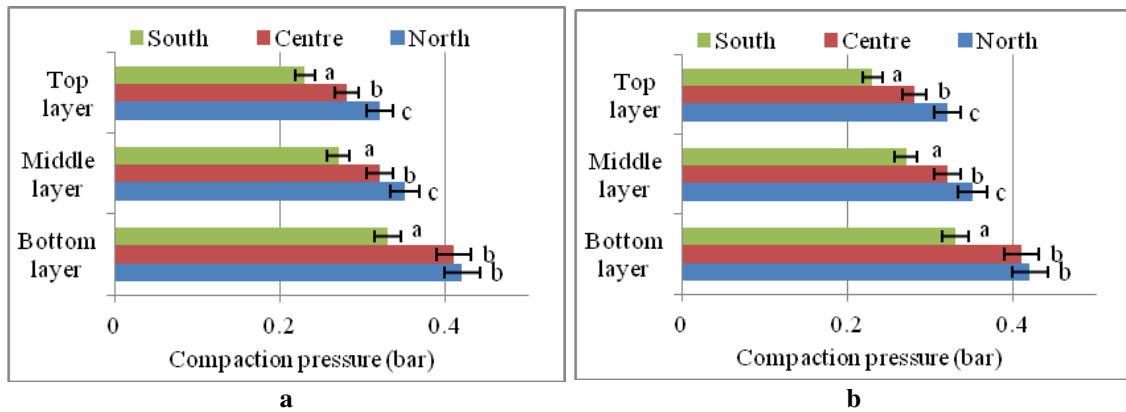 South Centre North
Top
layer
a
b
c
Middle
layer
a
b
c
Bottom
layer
a
b
b
0 0.2 0.4
Compaction pressure (bar)
a
South Centre North
Top
layer
a
b
c
Middle
layer
a
b
c
Bottom
layer
a
b
b
0 0.2 0.4
Compaction pressure (bar)
b